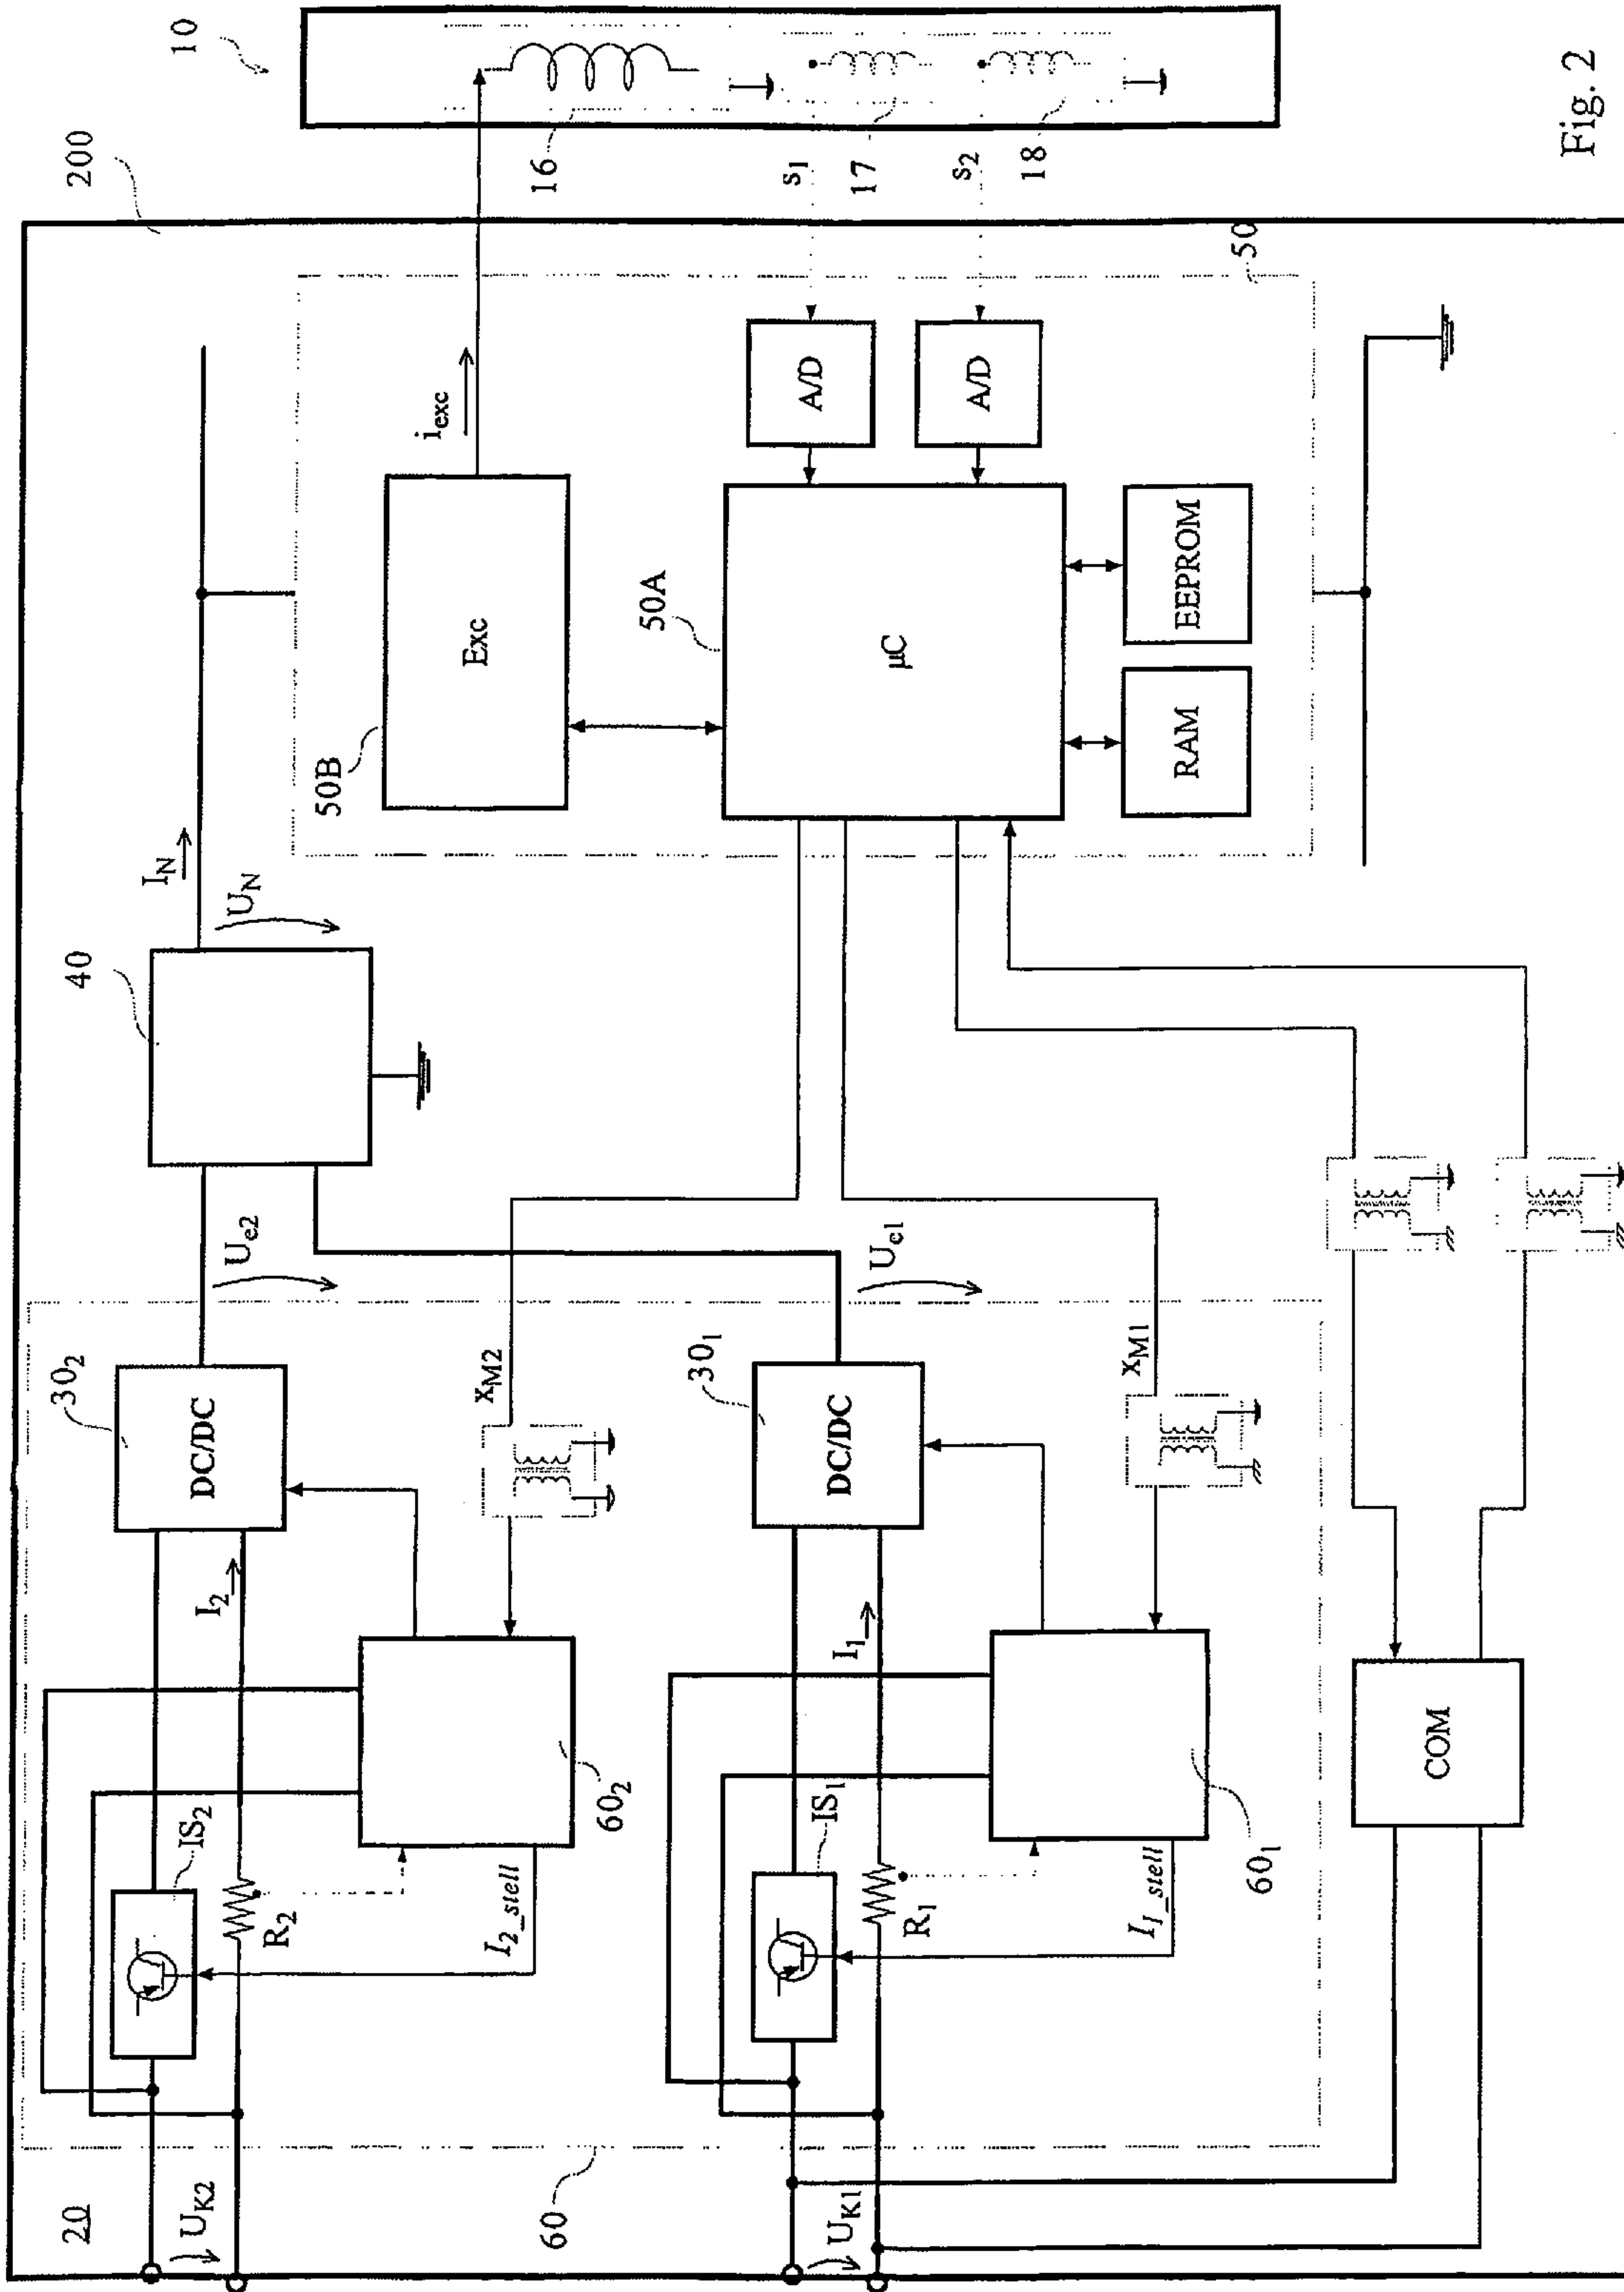 10
200
16
s1
17
s2
18
Fig. 2
IN
UN
40
iexc
50B
Exc
50A
µC
A/D
A/D
RAM
EEPROM
50
Ue2
Ue1
302
DC/DC
I2
xM2
IS2
R2
602
I2_stell
301
DC/DC
I1
xM1
IS1
R1
601
I1_stell
COM
20
UK2
60
UK1